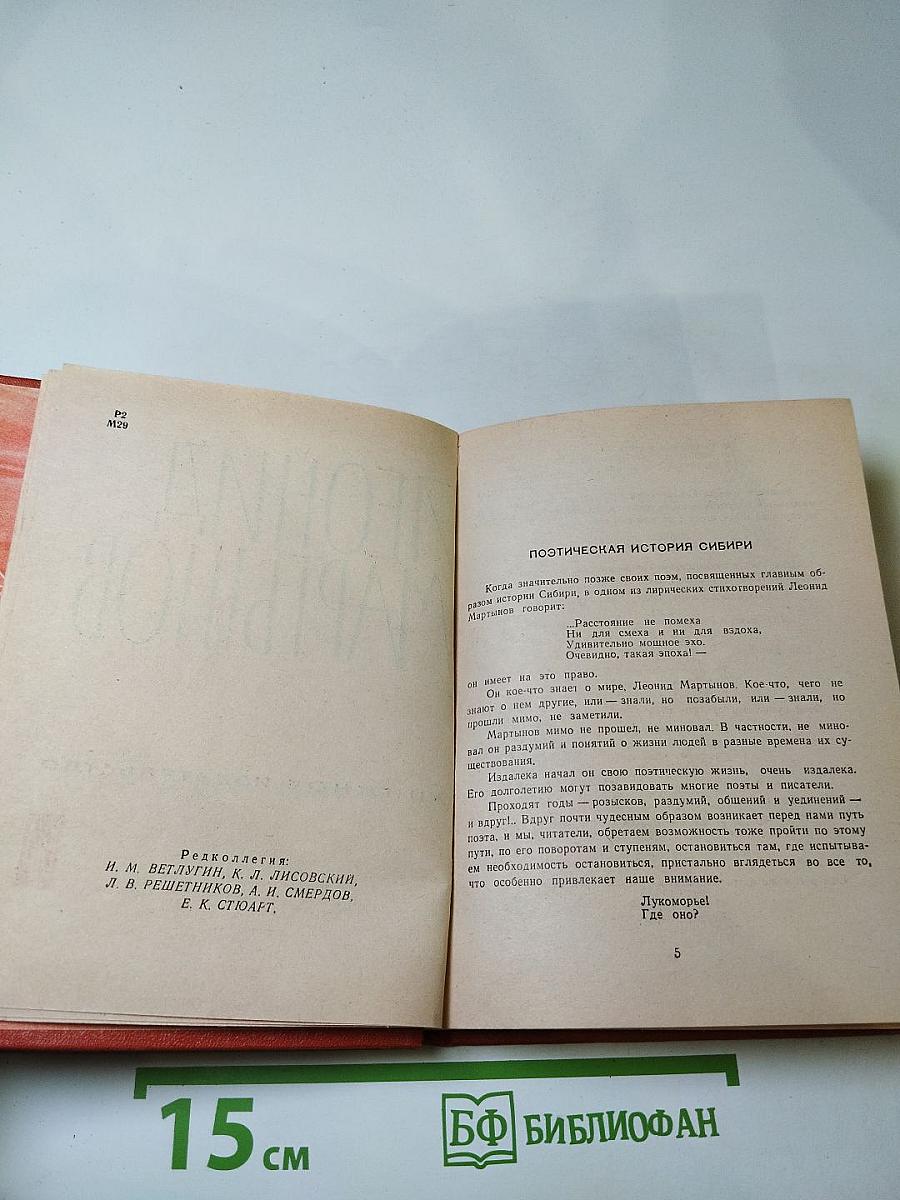 Р2
М29
ЛЕОНИД
МАРТЫНОВ
Редколлегия:
И. М. ВЕТЛУГИН, К. Л. ЛИСОВСКИЙ,
Л. В. РЕШЕТНИКОВ, А. И. СМЕРДОВ,
Е. К. СТЮАРТ.
ПОЭТИЧЕСКАЯ ИСТОРИЯ СИБИРИ
Когда значительно позже своих поэм, посвященных главным об-
разом истории Сибири, в одном из лирических стихотворений Леонид
Мартынов говорит:
...Расстояние не помеха
Ни для смеха и ни для вздоха,
Удивительно мощное эхо.
Очевидно, такая эпоха! —
он имеет на это право.
Он кое-что знает о мире, Леонид Мартынов. Кое-что, чего не
знают о нем другие, или — знали, но позабыли, или — знали, но
прошли мимо, не заметили.
Мартынов мимо не прошел, не миновал. В частности, не мино-
вал он раздумий и понятий о жизни людей в разные времена их су-
ществования.
Издалека начал он свою поэтическую жизнь, очень издалека.
Его долголетию могут позавидовать многие поэты и писатели.
Проходят годы — розысков, раздумий, общений и уединений —
и вдруг!.. Вдруг почти чудесным образом возникает перед нами путь
поэта, и мы, читатели, обретаем возможность тоже пройти по этому
пути, по его поворотам и ступеням, остановиться там, где испытыва-
ем необходимость остановиться, пристально вглядеться во все то,
что особенно привлекает наше внимание.
Лукоморье!
Где оно?
5
15 см
БФ БИБЛИОФАН